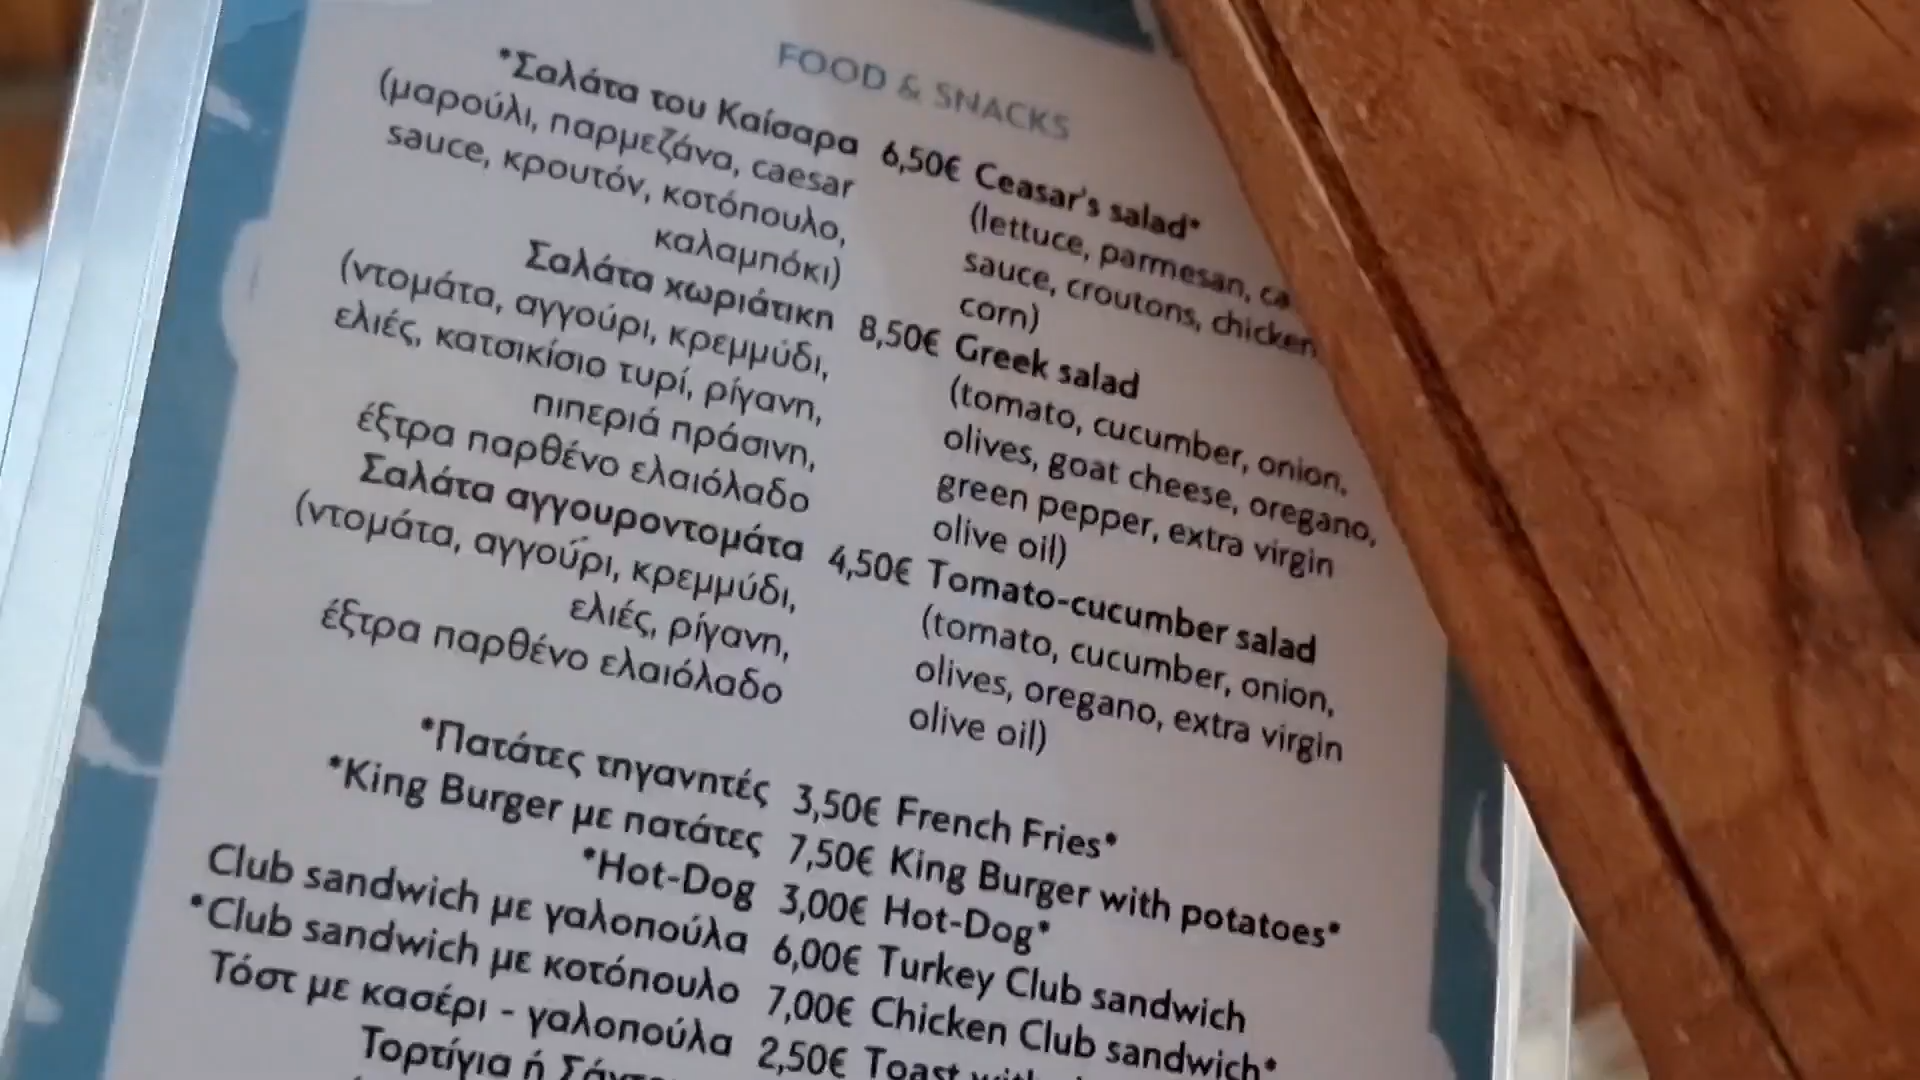 FOOD & SNACKS
*Σαλάτα του Καίσαρα 6,50€ Ceasar's salad*
(μαρούλι, παρμεζάνα, caesar
sauce, κρουτόν, κοτόπουλο,
καλαμπόκι)
(lettuce, parmesan,
sauce, croutons, chicken
corn)
Σαλάτα χωριάτικη 8,50€ Greek salad
(ντομάτα, αγγούρι, κρεμμύδι,
ελιές, κατσικίσιο τυρί, ρίγανη,
πιπεριά πράσινη,
έξτρα παρθένο ελαιόλαδο
(tomato, cucumber, onion,
olives, goat cheese, oregano,
green pepper, extra virgin
olive oil)
Σαλάτα αγγουροντομάτα 4,50€ Tomato-cucumber salad
(ντομάτα, αγγούρι, κρεμμύδι,
ελιές, ρίγανη,
έξτρα παρθένο ελαιόλαδο
(tomato, cucumber, onion,
olives, oregano, extra virgin
olive oil)
*Πατάτες τηγανητές 3,50€ French Fries*
*King Burger με πατάτες 7,50€ King Burger with potatoes*
*Hot-Dog 3,00€ Hot-Dog*
Club sandwich με γαλοπούλα 6,00€ Turkey Club sandwich
*Club sandwich με κοτόπουλο 7,00€ Chicken Club sandwich*
Τόστ με κασέρι - γαλοπούλα 2,50€ Toast
Τορτίγια ή